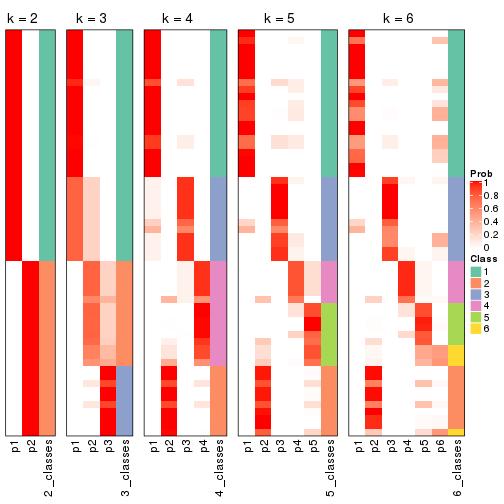 k = 2
k = 3
k = 4
k = 5
k = 6
p1
p2
2_classes
p1
p2
p3
3_classes
p1
p2
p3
p4
4_classes
p1
p2
p3
p4
p5
5_classes
p1
p2
p3
p4
p5
p6
6_classes
Prob
1
0.8
0.6
0.4
0.2
0
Class
1
2
3
4
5
6